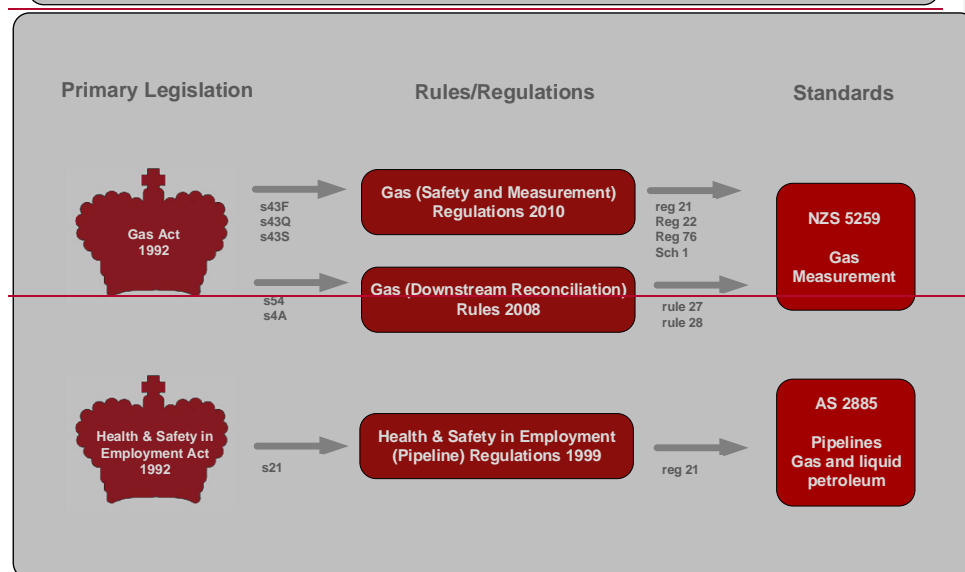 Primary Legislation
Rules/Regulations
Standards
Gas Act
1992
s43F
s43Q
s43S
Gas (Safety and Measurement)
Regulations 2010
reg 21
Reg 22
Reg 76
Sch 1
NZS 5259
Gas
Measurement
s54
s4A
Gas (Downstream Reconciliation)
Rules 2008
rule 27
rule 28
Health & Safety in
Employment Act
1992
s21
Health & Safety in Employment
(Pipeline) Regulations 1999
reg 21
AS 2885
Pipelines
Gas and liquid
petroleum